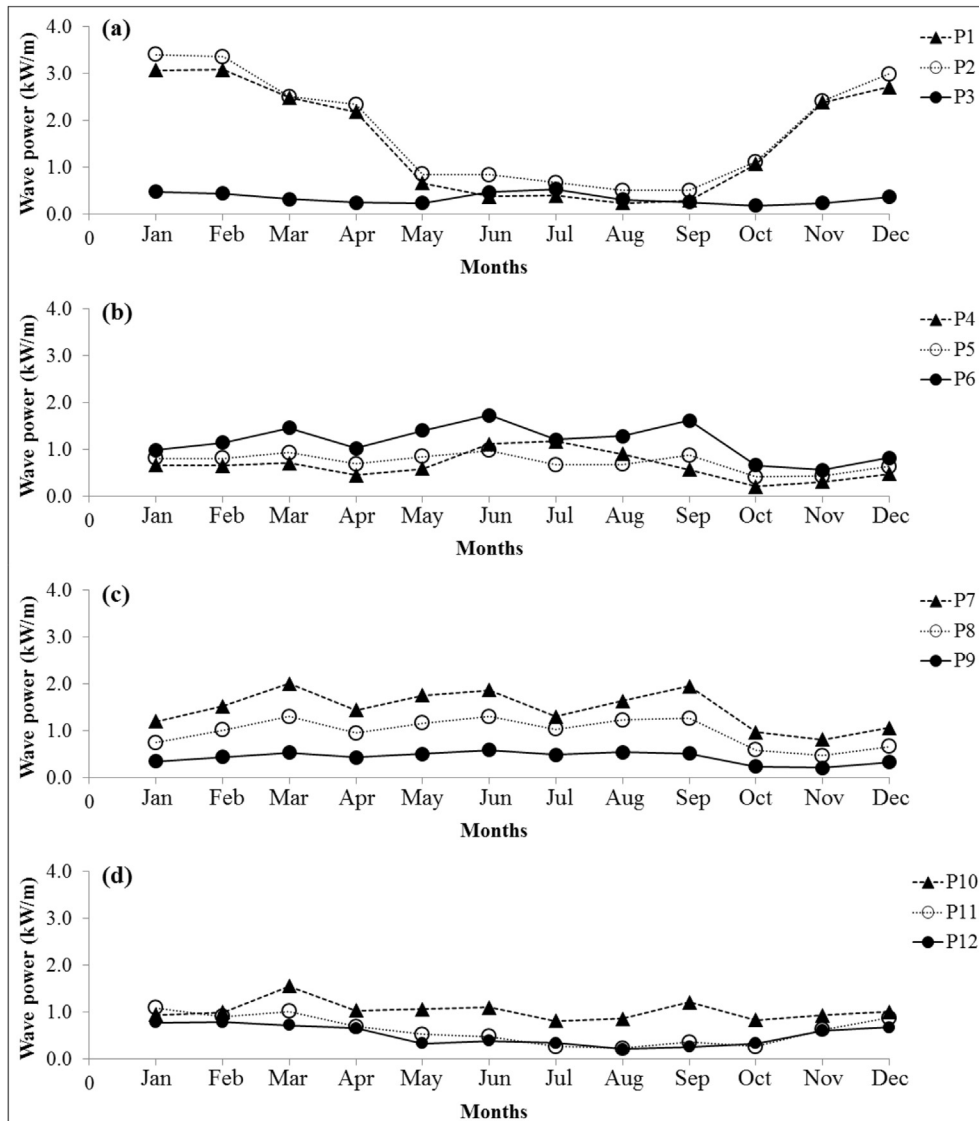 (a)
Wave power (kW/m)
4.0
3.0
2.0
1.0
0.0
0
Jan Feb Mar Apr May Jun Jul Aug Sep Oct Nov Dec
Months
P1
P2
P3
(b)
Wave power (kW/m)
4.0
3.0
2.0
1.0
0.0
0
Jan Feb Mar Apr May Jun Jul Aug Sep Oct Nov Dec
Months
P4
P5
P6
(c)
Wave power (kW/m)
4.0
3.0
2.0
1.0
0.0
0
Jan Feb Mar Apr May Jun Jul Aug Sep Oct Nov Dec
Months
P7
P8
P9
(d)
Wave power (kW/m)
4.0
3.0
2.0
1.0
0.0
0
Jan Feb Mar Apr May Jun Jul Aug Sep Oct Nov Dec
Months
P10
P11
P12